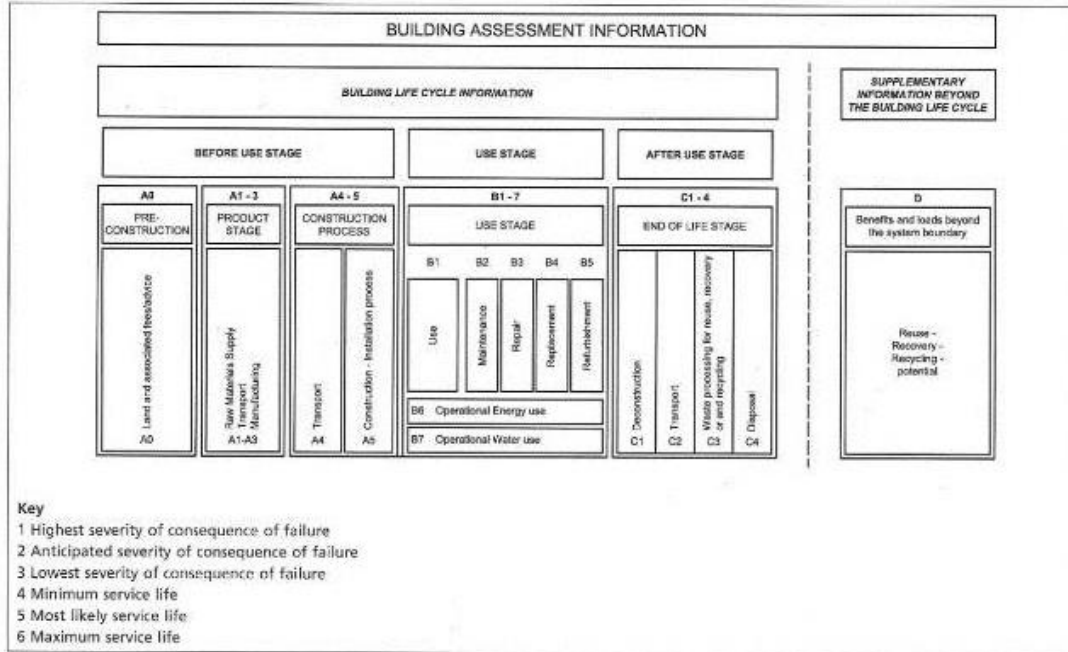 BUILDING ASSESSMENT INFORMATION
BUILDING LIFE CYCLE INFORMATION
SUPPLEMENTARY
INFORMATION BEYOND
THE BUILDING LIFE CYCLE
BEFORE USE STAGE
USE STAGE
AFTER USE STAGE
A0
PRE-
CONSTRUCTION
Land and associated fees/advice
A0
A1 - 3
PRODUCT
STAGE
Raw Materials Supply
Transport
Manufacturing
A1-A3
A4 - 5
CONSTRUCTION
PROCESS
Transport
A4
Construction - Installation process
A5
B1-7
USE STAGE
B1
Use
B2
Maintenance
B3
Repair
B4
Replacement
B5
Refurbishment
B6 Operational Energy use
B7 Operational Water use
C1 - 4
END OF LIFE STAGE
Deconstruction
C1
Transport
C2
Waste processing for reuse, recovery
or and recycling
C3
Disposal
C4
D
Benefits and loads beyond
the system boundary
Reuse -
Recovery -
Recycling -
potential
Key
1 Highest severity of consequence of failure
2 Anticipated severity of consequence of failure
3 Lowest severity of consequence of failure
4 Minimum service life
5 Most likely service life
6 Maximum service life